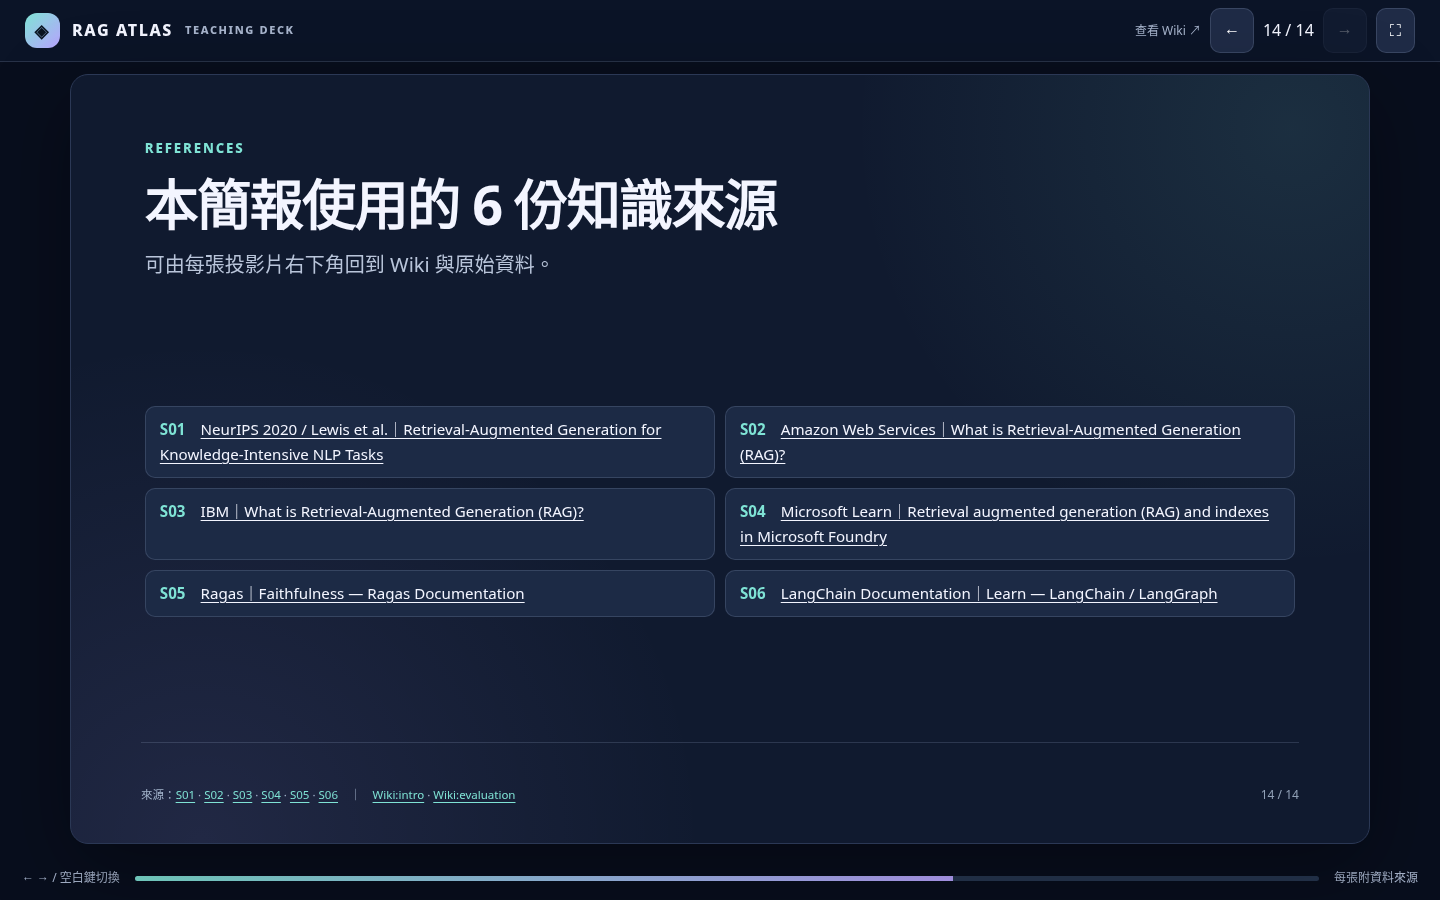 ◈ RAG ATLAS TEACHING DECK
查看 Wiki ↗ ← 14 / 14 → ⛶
REFERENCES
本簡報使用的 6 份知識來源
可由每張投影片右下角回到 Wiki 與原始資料。
S01 NeurIPS 2020 / Lewis et al.｜Retrieval-Augmented Generation for
Knowledge-Intensive NLP Tasks
S02 Amazon Web Services｜What is Retrieval-Augmented Generation
(RAG)?
S03 IBM｜What is Retrieval-Augmented Generation (RAG)?
S04 Microsoft Learn｜Retrieval augmented generation (RAG) and indexes
in Microsoft Foundry
S05 Ragas｜Faithfulness — Ragas Documentation
S06 LangChain Documentation｜Learn — LangChain / LangGraph
來源：S01 · S02 · S03 · S04 · S05 · S06 ｜ Wiki:intro · Wiki:evaluation
14 / 14
← → / 空白鍵切換
每張附資料來源